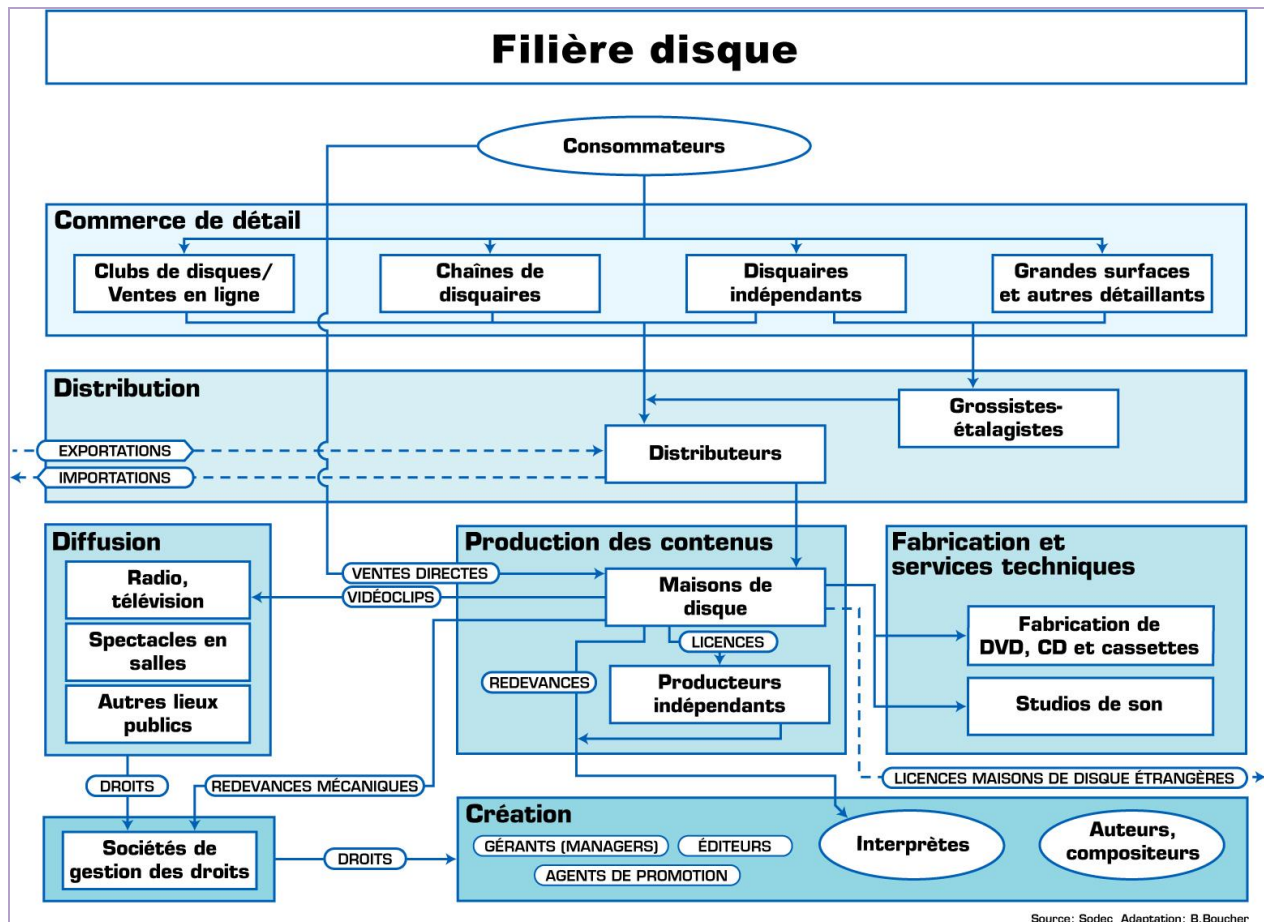 Filière disque
Consommateurs
Commerce de détail
Clubs de disques/
Ventes en ligne
Chaînes de
disquaires
Disquaires
indépendants
Grandes surfaces
et autres détaillants
Distribution
Grossistes-
étalagistes
Distributeurs
EXPORTATIONS
IMPORTATIONS
Diffusion
Radio,
télévision
Spectacles en
salles
Autres lieux
publics
Production des contenus
VENTES DIRECTES
VIDÉOCLIPS
Maisons de
disque
LICENCES
REDEVANCES
Producteurs
indépendants
Fabrication et
services techniques
Fabrication de
DVD, CD et cassettes
Studios de son
DROITS
REDEVANCES MÉCANIQUES
LICENCES MAISONS DE DISQUE ÉTRANGÈRES
Sociétés de
gestion des droits
DROITS
Création
GÉRANTS (MANAGERS)
ÉDITEURS
AGENTS DE PROMOTION
Interprètes
Auteurs,
compositeurs
Source: Sodec Adaptation: B.Boucher